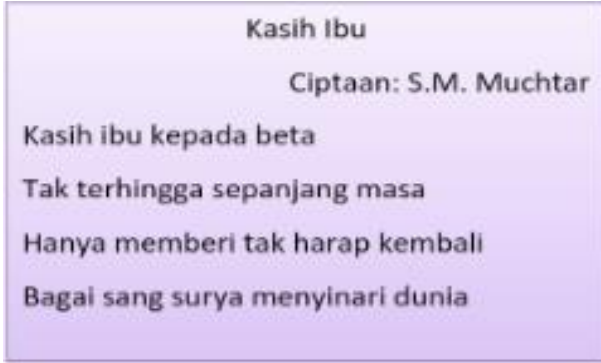 Kasih Ibu
Ciptaan: S.M. Muchtar
Kasih ibu kepada beta
Tak terhingga sepanjang masa
Hanya memberi tak harap kembali
Bagai sang surya menyinari dunia